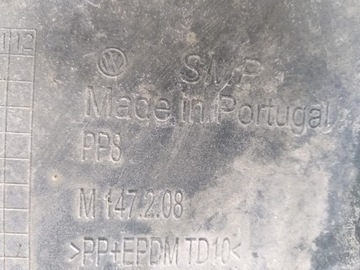 SMP
Made in Portugal
PP8
M 147.2.08
>PP+EPDM TD10<